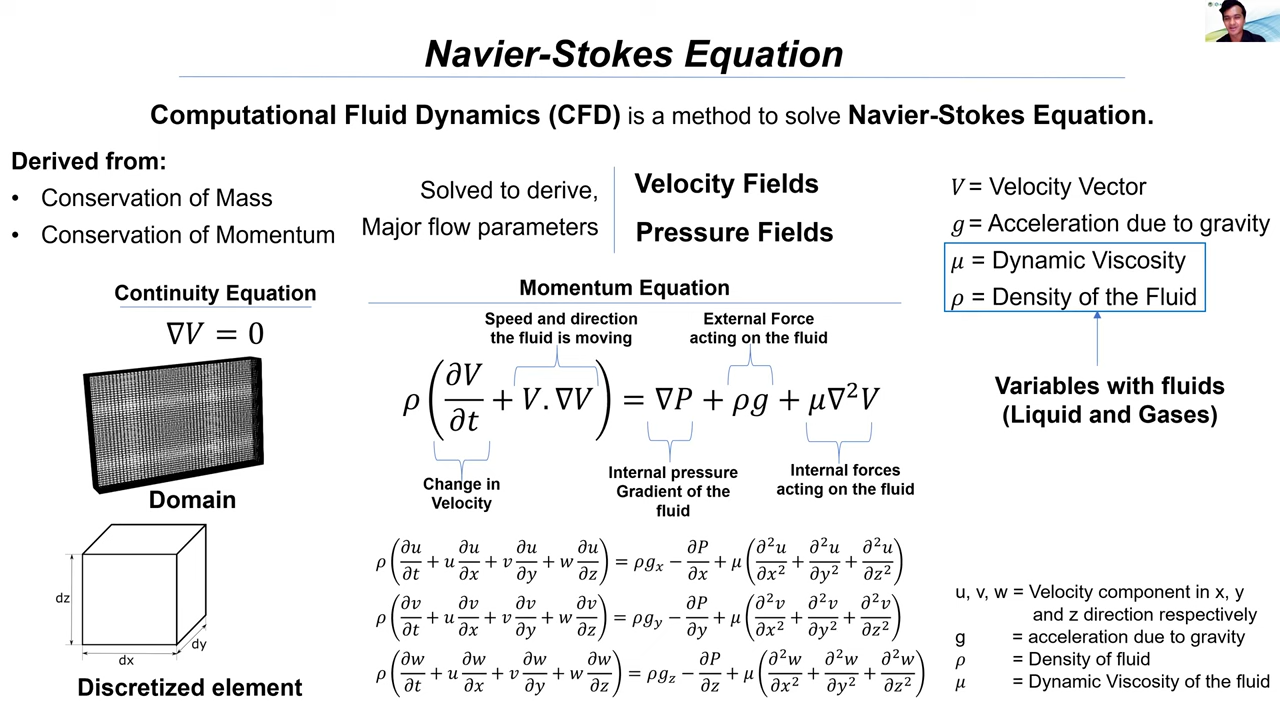 Navier-Stokes Equation
Computational Fluid Dynamics (CFD) is a method to solve Navier-Stokes Equation.
Derived from:
• Conservation of Mass
• Conservation of Momentum
Solved to derive,
Major flow parameters
Velocity Fields
Pressure Fields
V = Velocity Vector
g = Acceleration due to gravity
μ = Dynamic Viscosity
ρ = Density of the Fluid
Variables with fluids
(Liquid and Gases)
Continuity Equation
∇V = 0
Domain
dz
dx
dy
Discretized element
Momentum Equation
Speed and direction
the fluid is moving
External Force
acting on the fluid
ρ(∂V/∂t + V.∇V) = ∇P + ρg + μ∇²V
Change in
Velocity
Internal pressure
Gradient of the
fluid
Internal forces
acting on the fluid
ρ(∂u/∂t + u ∂u/∂x + v ∂u/∂y + w ∂u/∂z) = ρgₓ − ∂P/∂x + μ(∂²u/∂x² + ∂²u/∂y² + ∂²u/∂z²)
ρ(∂v/∂t + u ∂v/∂x + v ∂v/∂y + w ∂v/∂z) = ρg_y − ∂P/∂y + μ(∂²v/∂x² + ∂²v/∂y² + ∂²v/∂z²)
ρ(∂w/∂t + u ∂w/∂x + v ∂w/∂y + w ∂w/∂z) = ρg_z − ∂P/∂z + μ(∂²w/∂x² + ∂²w/∂y² + ∂²w/∂z²)
u, v, w = Velocity component in x, y
and z direction respectively
g = acceleration due to gravity
ρ = Density of fluid
μ = Dynamic Viscosity of the fluid